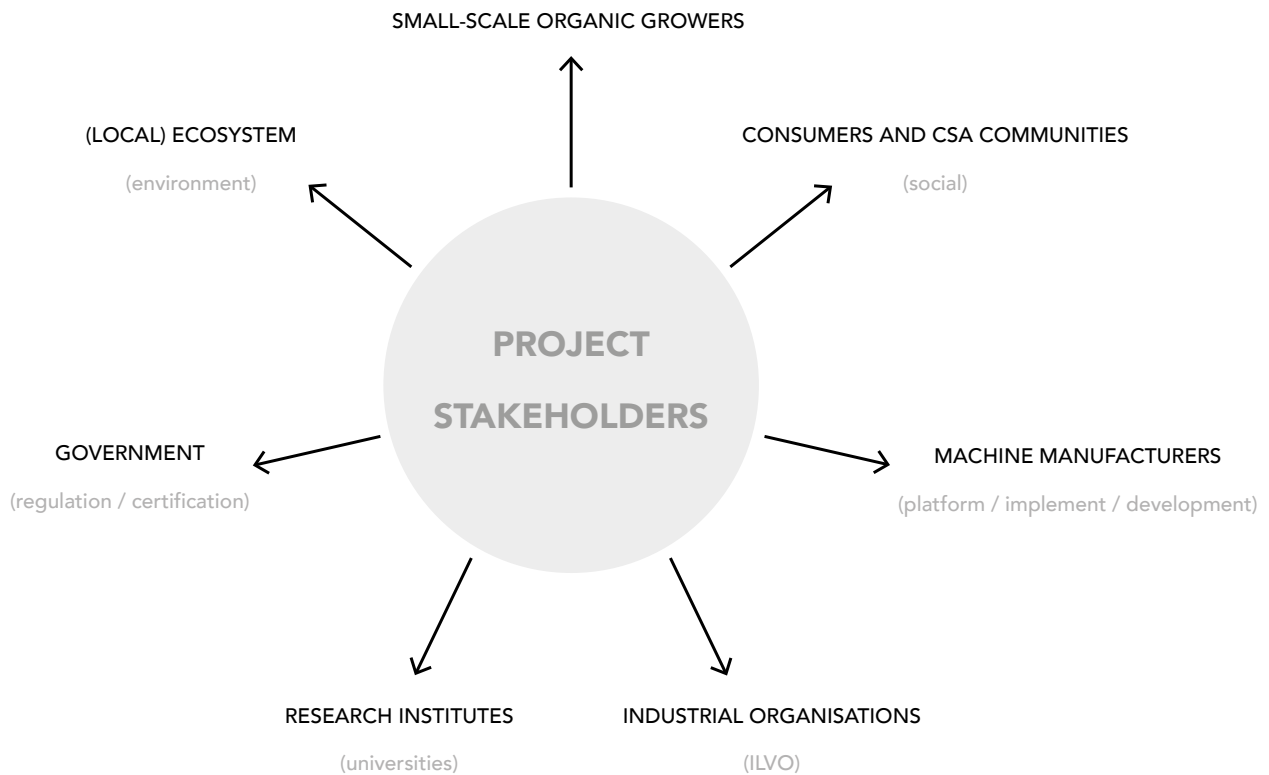 SMALL-SCALE ORGANIC GROWERS
(LOCAL) ECOSYSTEM
(environment)
CONSUMERS AND CSA COMMUNITIES
(social)
PROJECT
STAKEHOLDERS
GOVERNMENT
(regulation / certification)
MACHINE MANUFACTURERS
(platform / implement / development)
RESEARCH INSTITUTES
(universities)
INDUSTRIAL ORGANISATIONS
(ILVO)